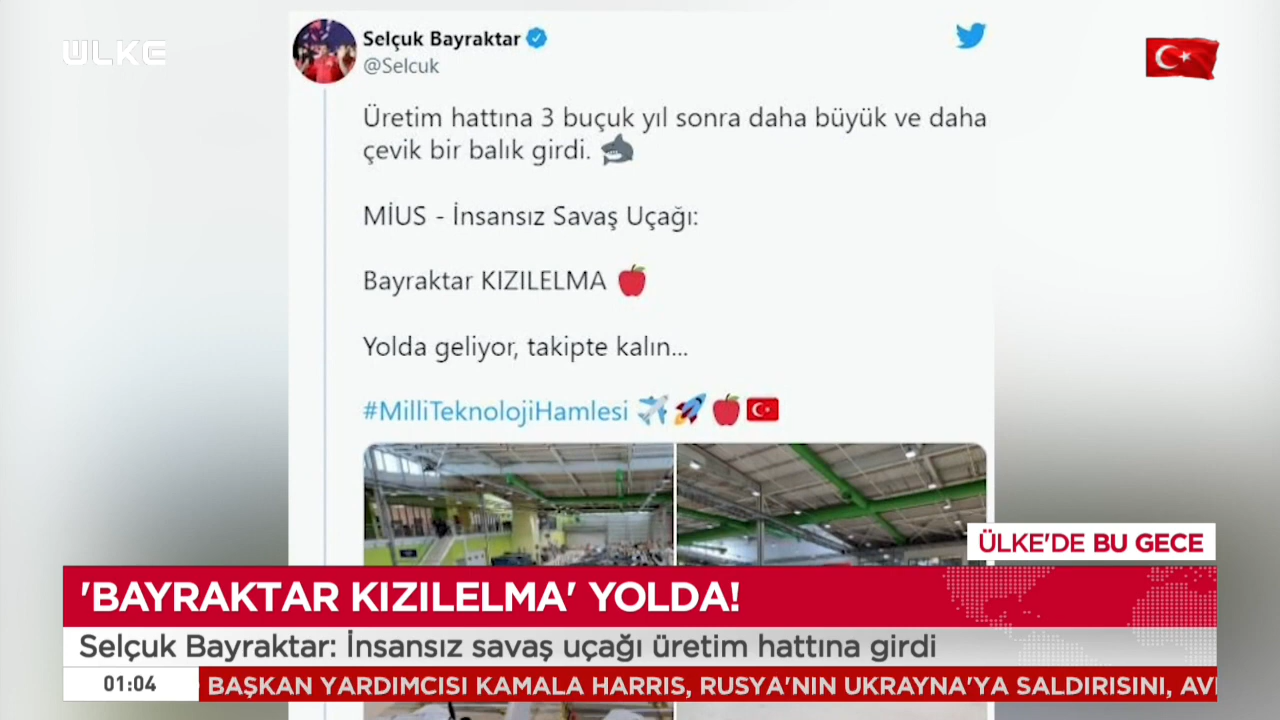 ÜLKE
Selçuk Bayraktar
@Selcuk
Üretim hattına 3 buçuk yıl sonra daha büyük ve daha
çevik bir balık girdi.
MİUS - İnsansız Savaş Uçağı:
Bayraktar KIZILELMA
Yolda geliyor, takipte kalın...
#MilliTeknolojiHamlesi
ÜLKE'DE BU GECE
'BAYRAKTAR KIZILELMA' YOLDA!
Selçuk Bayraktar: İnsansız savaş uçağı üretim hattına girdi
01:04
BAŞKAN YARDIMCISI KAMALA HARRIS, RUSYA'NIN UKRAYNA'YA SALDIRISINI,